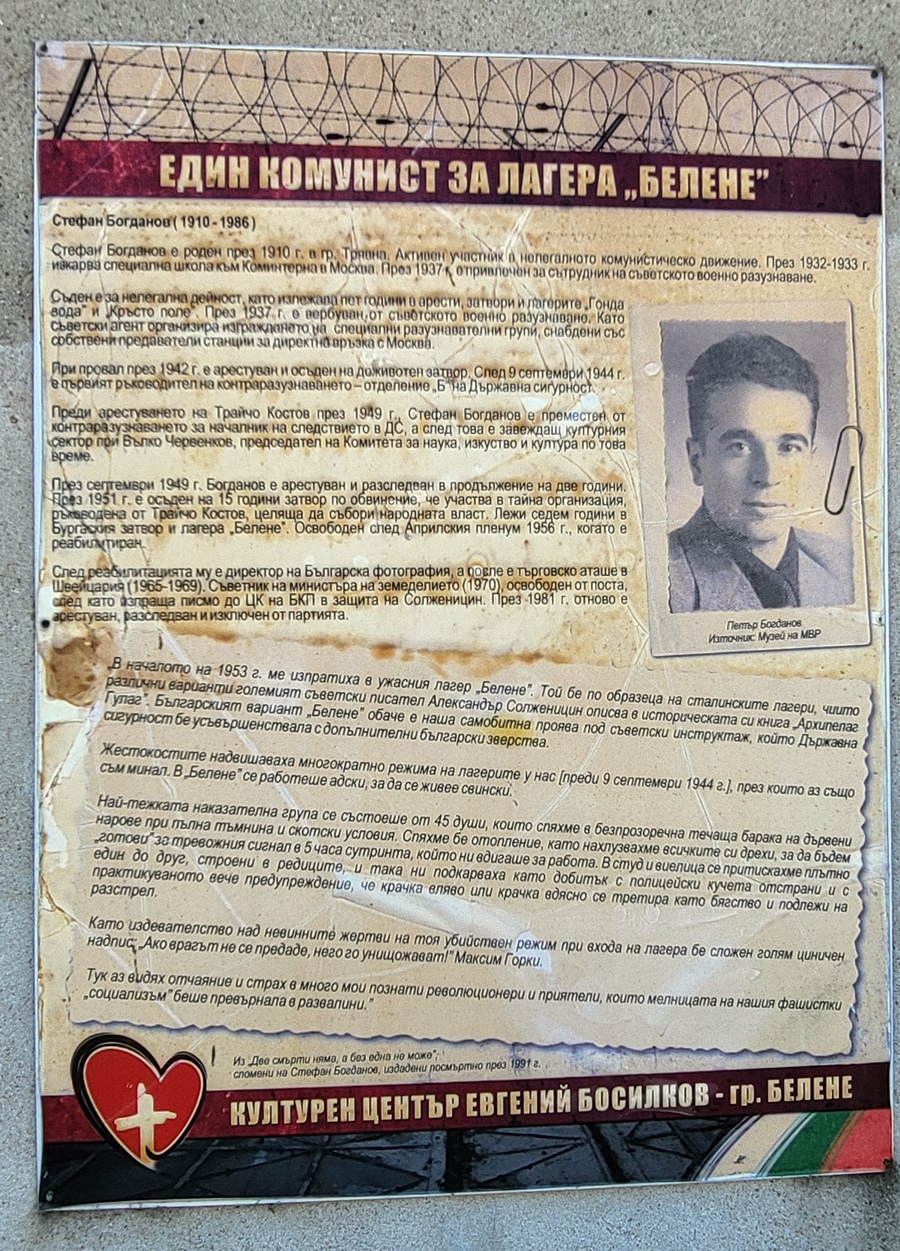 ЕДИН КОМУНИСТ ЗА ЛАГЕРА „БЕЛЕНЕ”
Стефан Богданов ( 1910 - 1986 )
Стефан Богданов е роден през 1910 г. в гр. Трявна. Активен участник в нелегалното комунистическо движение. През 1932-1933 г.
изкарва специална школа към Коминтерна в Москва. През 1937 г. е привлечен за сътрудник на съветското военно разузнаване.
Съден е за нелегална дейност, като излежава пет години в арести, затвори и лагерите „Гонда
вода” и „Кръсто поле”. През 1937 г. е вербуван от съветското военно разузнаване. Като
съветски агент организира изграждането на специални разузнавателни групи, снабдени със
собствени предаватели станции за директна връзка с Москва.
При провал през 1942 г. е арестуван и осъден на доживотен затвор. След 9 септември 1944 г.
е първият ръководител на контраразузнаването – отделение „Б” на Държавна сигурност.
Преди арестуването на Трайчо Костов през 1949 г., Стефан Богданов е преместен от
контраразузнаването за началник на следствието в ДС, а след това е завеждащ културния
сектор при Вълко Червенков, председател на Комитета за наука, изкуство и култура по това
време.
През септември 1949 г. Богданов е арестуван и разследван в продължение на две години.
През 1951 г. е осъден на 15 години затвор по обвинение, че участва в тайна организация,
ръководена от Трайчо Костов, целяща да събори народната власт. Лежи седем години в
Бургаския затвор и лагера „Белене”. Освободен след Априлския пленум 1956 г., когато е
реабилитиран.
След реабилитацията му е директор на Българска фотография, а после е търговско аташе в
Швейцария (1965-1969). Съветник на министъра на земеделието (1970), освободен от поста,
след като изпраща писмо до ЦК на БКП в защита на Солженицин. През 1981 г. отново е
арестуван, разследван и изключен от партията.
Петър Богданов
Източник: Музей на МВР
„В началото на 1953 г. ме изпратиха в ужасния лагер „Белене”. Той бе по образеца на сталинските лагери, чиито
различни варианти големият съветски писател Александър Солженицин описва в историческата си книга „Архипелаг
Гулаг”. Българският вариант „Белене” обаче е наша самобитна проява под съветски инструктаж, който Държавна
сигурност бе усъвършенствала с допълнителни български зверства.
Жестокостите надвишаваха многократно режима на лагерите у нас [преди 9 септември 1944 г.], през които аз също
съм минал. В „Белене” се работеше адски, за да се живее свински.
Най-тежката наказателна група се състоеше от 45 души, които спяхме в безпрозоречна течаща барака на дървени
нарове при пълна тъмнина и скотски условия. Спяхме бе отопление, като нахлузвахме всичките си дрехи, за да бъдем
„готови” за тревожния сигнал в 5 часа сутринта, който ни вдигаше за работа. В студ и виелица се притискахме плътно
един до друг, строени в редиците, и така ни подкарваха като добитък с полицейски кучета отстрани и с
практикуваното вече предупреждение, че крачка вляво или крачка вдясно се третира като бягство и подлежи на
разстрел.
Като издевателство над невинните жертви на тоя убийствен режим при входа на лагера бе сложен голям циничен
надпис: „Ако врагът не се предаде, него го унищожават!” Максим Горки.
Тук аз видях отчаяние и страх в много мои познати революционери и приятели, които мелницата на нашия фашистки
„социализъм” беше превърнала в развалини.”
Из „Две смърти няма, а без една не може”,
спомени на Стефан Богданов, издадени посмъртно през 1991 г.
КУЛТУРЕН ЦЕНТЪР ЕВГЕНИЙ БОСИЛКОВ - гр. БЕЛЕНЕ